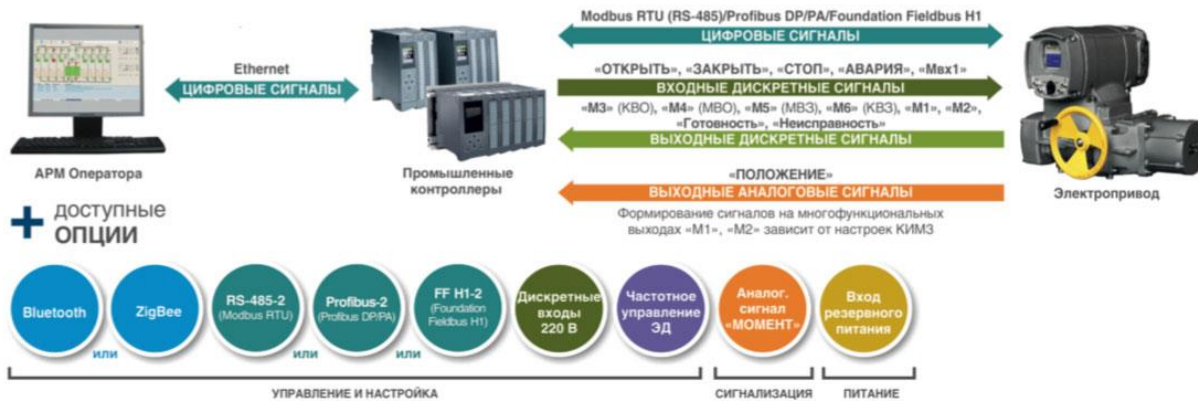 Modbus RTU (RS-485)/Profibus DP/PA/Foundation Fieldbus H1
ЦИФРОВЫЕ СИГНАЛЫ
Ethernet
ЦИФРОВЫЕ СИГНАЛЫ
«ОТКРЫТЬ», «ЗАКРЫТЬ», «СТОП», «АВАРИЯ», «Мвх1»
ВХОДНЫЕ ДИСКРЕТНЫЕ СИГНАЛЫ
«М3» (КВО), «М4» (МВО), «М5» (МВЗ), «М6» (КВЗ), «М1», «М2»,
«Готовность», «Неисправность»
ВЫХОДНЫЕ ДИСКРЕТНЫЕ СИГНАЛЫ
АРМ Оператора
Промышленные
контроллеры
«ПОЛОЖЕНИЕ»
ВЫХОДНЫЕ АНАЛОГОВЫЕ СИГНАЛЫ
Электропривод
Формирование сигналов на многофункциональных
выходах «М1», «М2» зависит от настроек КИМ3
+ доступные
ОПЦИИ
Bluetooth
или
ZigBee
RS-485-2
(Modbus RTU)
или
Profibus-2
(Profibus DP/PA)
или
FF H1-2
(Foundation
Fieldbus H1)
Дискретные
входы
220 В
Частотное
управление
ЭД
Аналог.
сигнал
«МОМЕНТ»
Вход
резервного
питания
УПРАВЛЕНИЕ И НАСТРОЙКА
СИГНАЛИЗАЦИЯ
ПИТАНИЕ